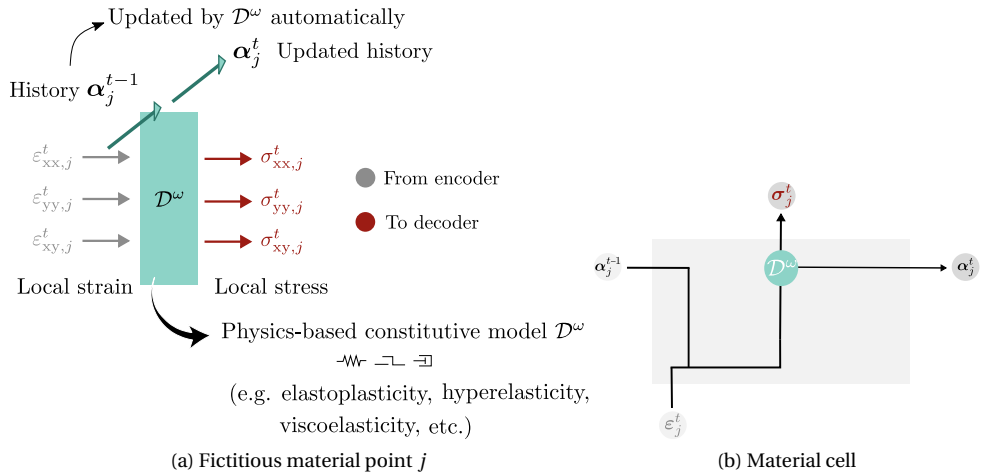 Updated by 𝒟^ω automatically
α_j^t Updated history
History α_j^{t−1}
ε_{xx,j}^t
ε_{yy,j}^t
ε_{xy,j}^t
𝒟^ω
σ_{xx,j}^t
σ_{yy,j}^t
σ_{xy,j}^t
From encoder
To decoder
Local strain
Local stress
Physics-based constitutive model 𝒟^ω
(e.g. elastoplasticity, hyperelasticity,
viscoelasticity, etc.)
(a) Fictitious material point j
σ_j^t
α_j^{t-1}
𝒟^ω
α_j^t
ε_j^t
(b) Material cell